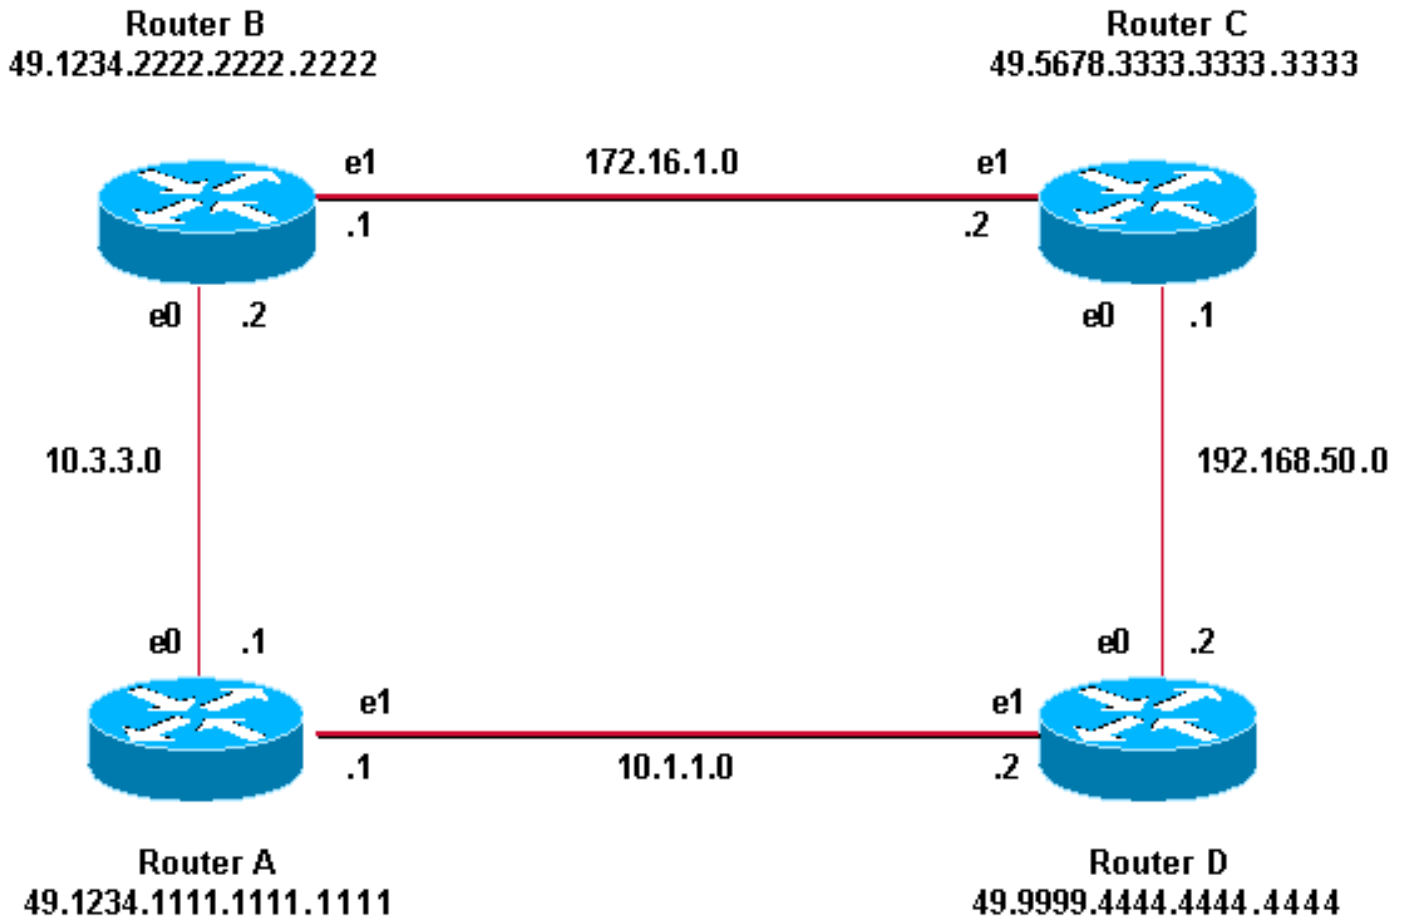 Router B
49.1234.2222.2222.2222
Router C
49.5678.3333.3333.3333
e1
172.16.1.0
e1
.1
.2
e0
.2
e0
.1
10.3.3.0
192.168.50.0
e0
.1
e0
.2
e1
e1
.1
10.1.1.0
.2
Router A
49.1234.1111.1111.1111
Router D
49.9999.4444.4444.4444